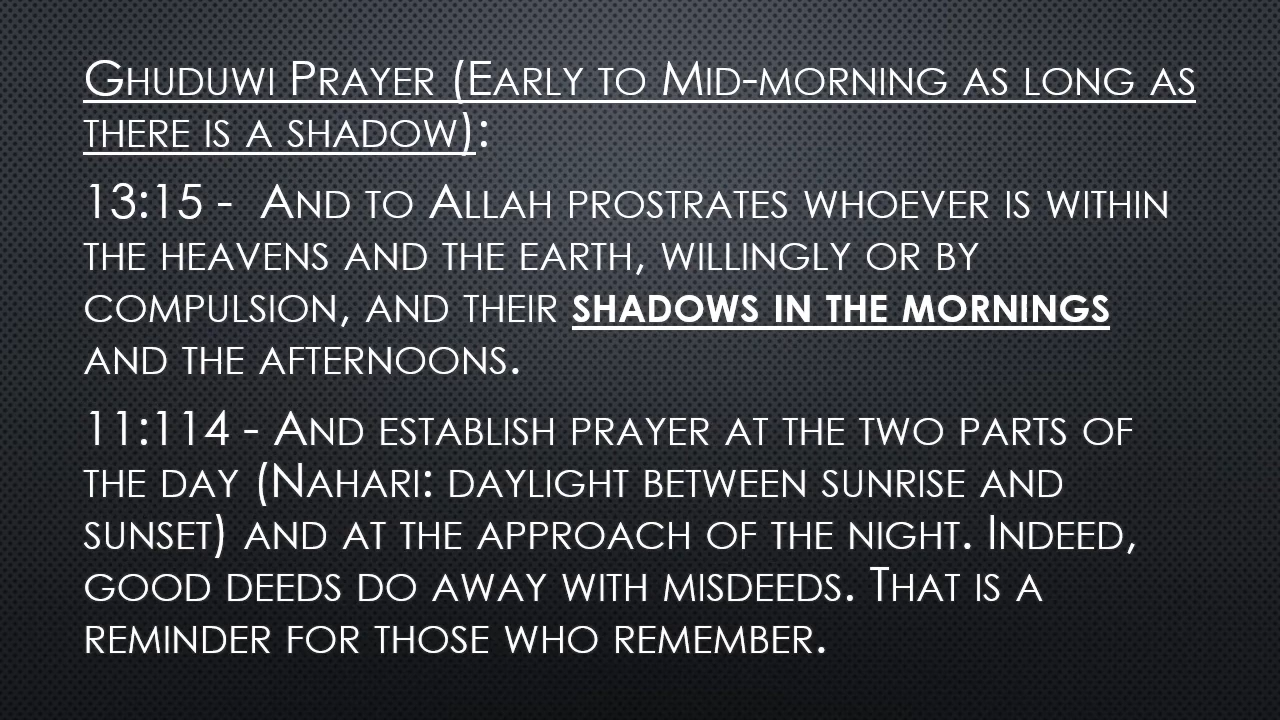 Ghuduwi Prayer (Early to Mid-morning as long as
there is a shadow):
13:15 - And to Allah prostrates whoever is within
the heavens and the earth, willingly or by
compulsion, and their shadows in the mornings
and the afternoons.
11:114 - And establish prayer at the two parts of
the day (Nahari: daylight between sunrise and
sunset) and at the approach of the night. Indeed,
good deeds do away with misdeeds. That is a
reminder for those who remember.